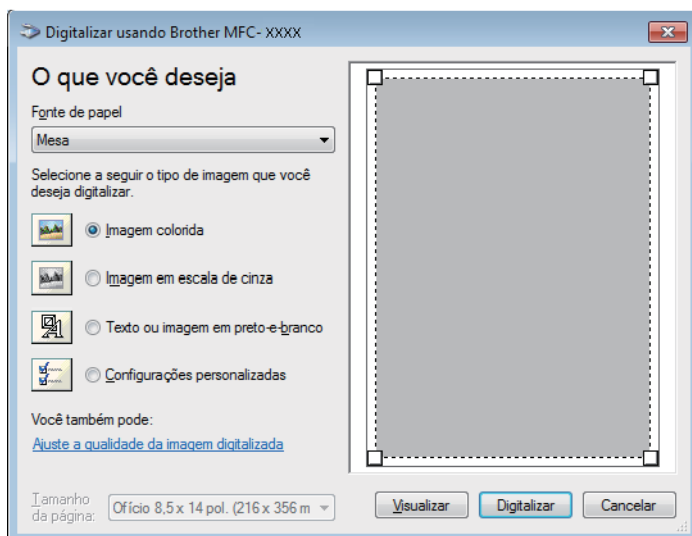 Digitalizar usando Brother MFC- XXXX
O que você deseja
Fonte de papel
Mesa
Selecione a seguir o tipo de imagem que você
deseja digitalizar.
Imagem colorida
Imagem em escala de cinza
Texto ou imagem em preto-e-branco
Configurações personalizadas
Você também pode:
Ajuste a qualidade da imagem digitalizada
Tamanho
da página:
Ofício 8,5 x 14 pol. (216 x 356 m
Visualizar
Digitalizar
Cancelar